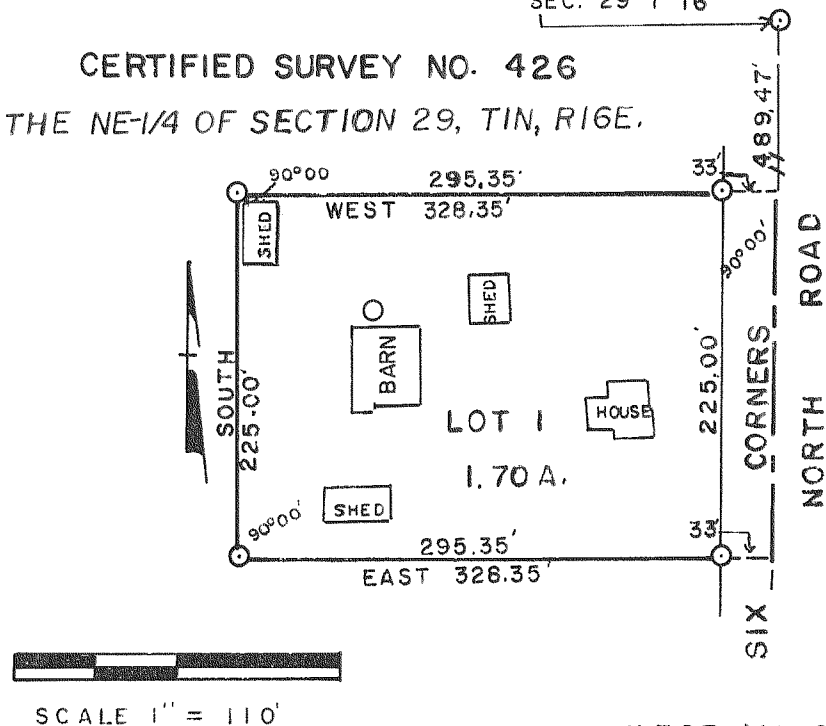 SEC. 29 1 16
CERTIFIED SURVEY NO. 426
THE NE-1/4 OF SECTION 29, T1N, R16E.
489.47'
33'
90°00
295.35'
WEST 328.35'
SHED
90°00'
SHED
BARN
SOUTH
225.00'
LOT 1
1.70 A.
HOUSE
225.00'
SIX CORNERS ROAD
NORTH
SHED
90°00'
33'
295.35'
EAST 328.35'
SCALE 1" = 110'